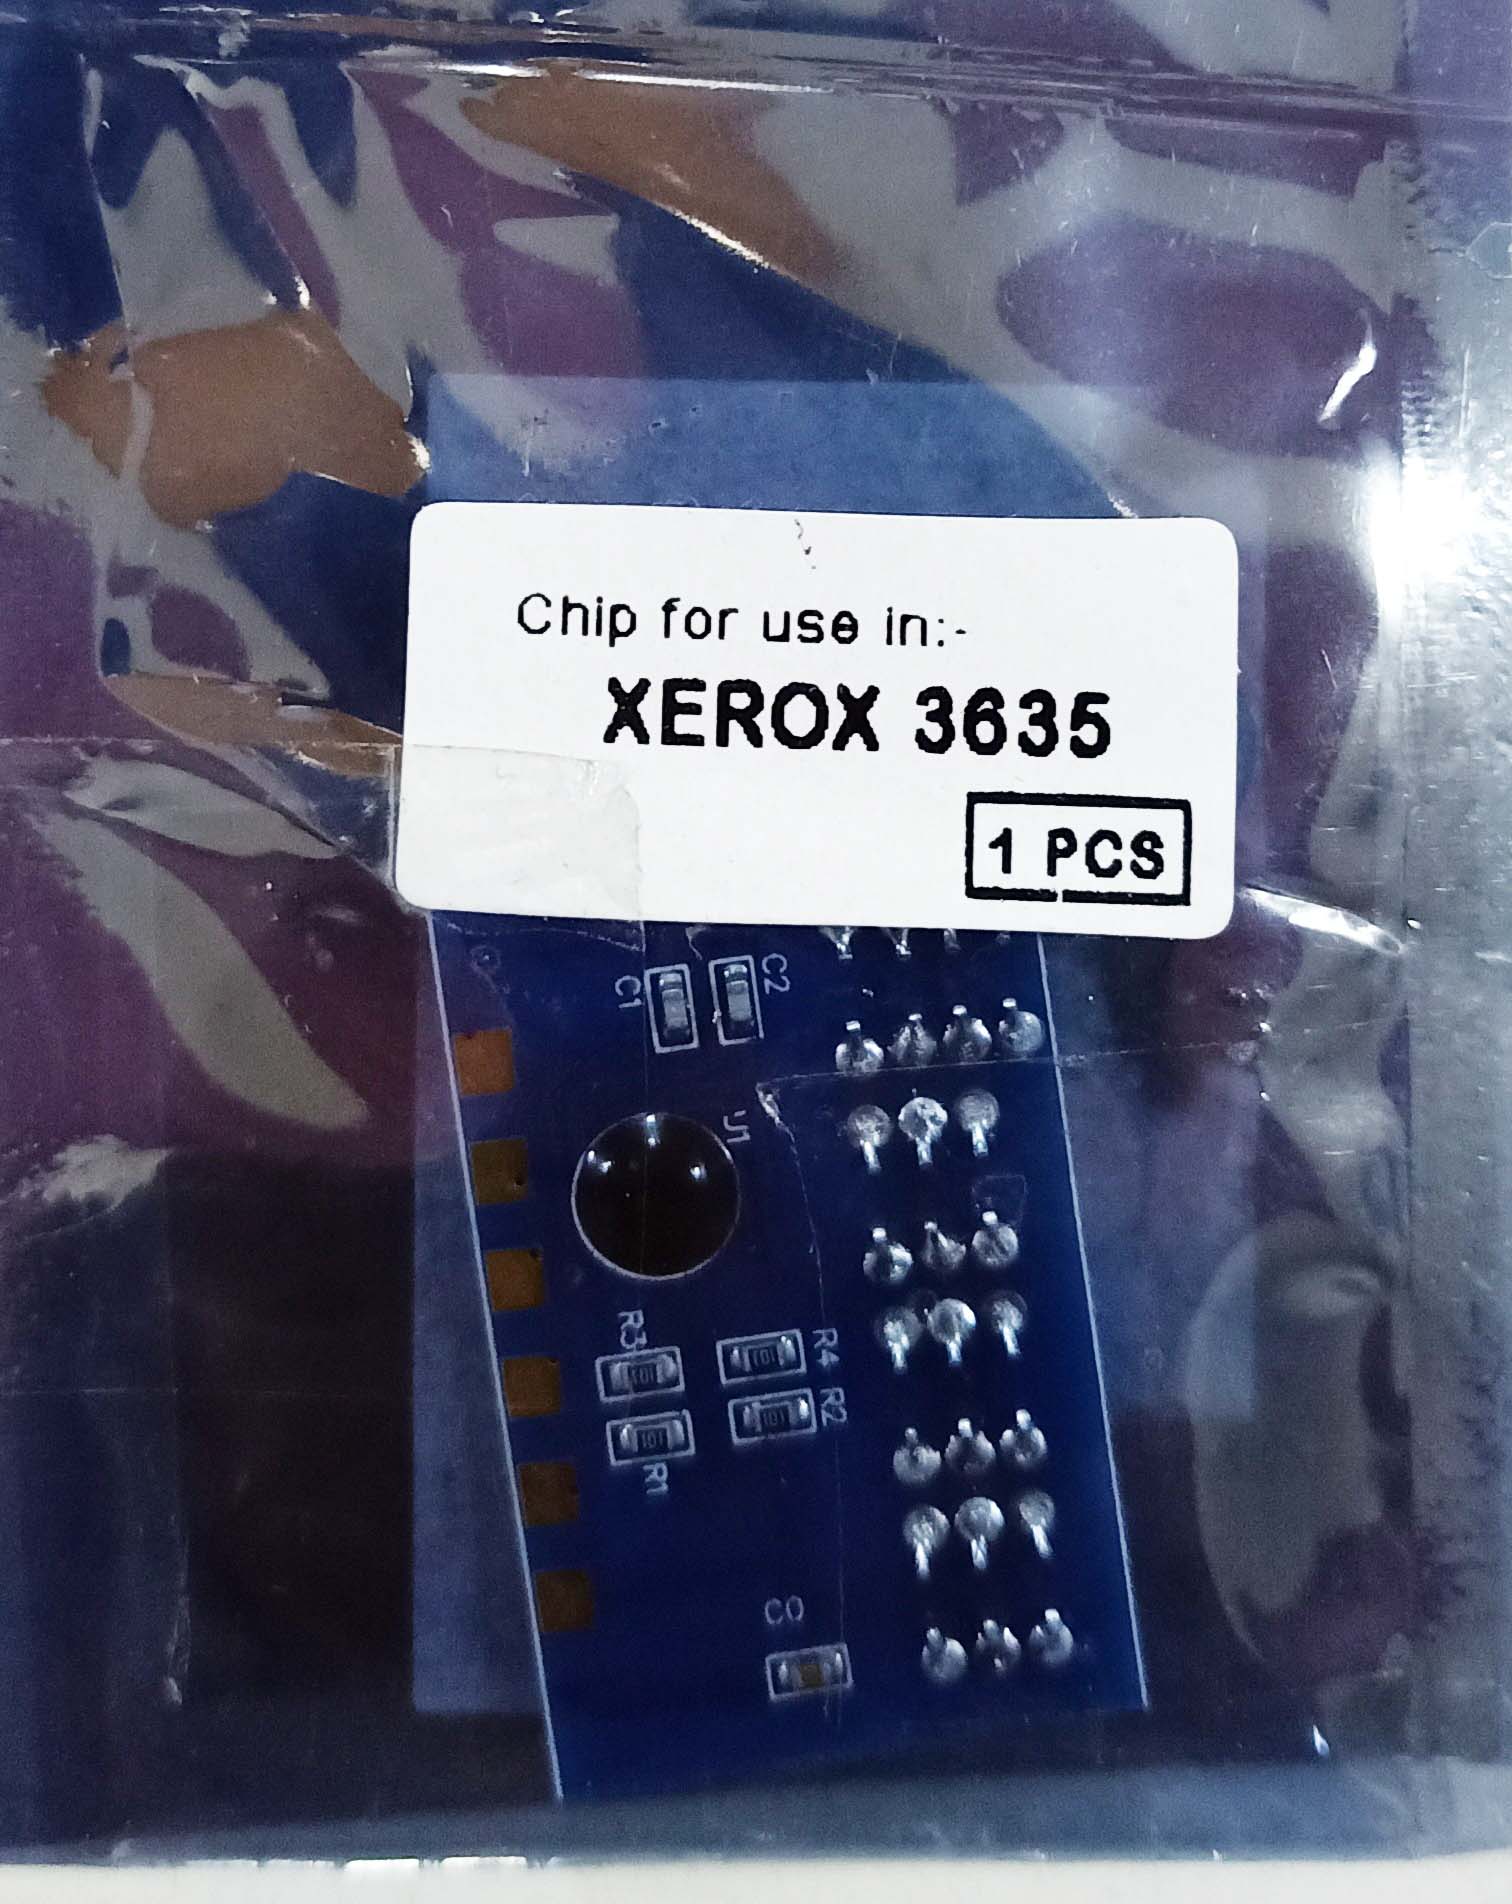 Chip for use in:-
XEROX 3635
1 PCS
C1
C2
U1
R3
R4
R2
R1
C0